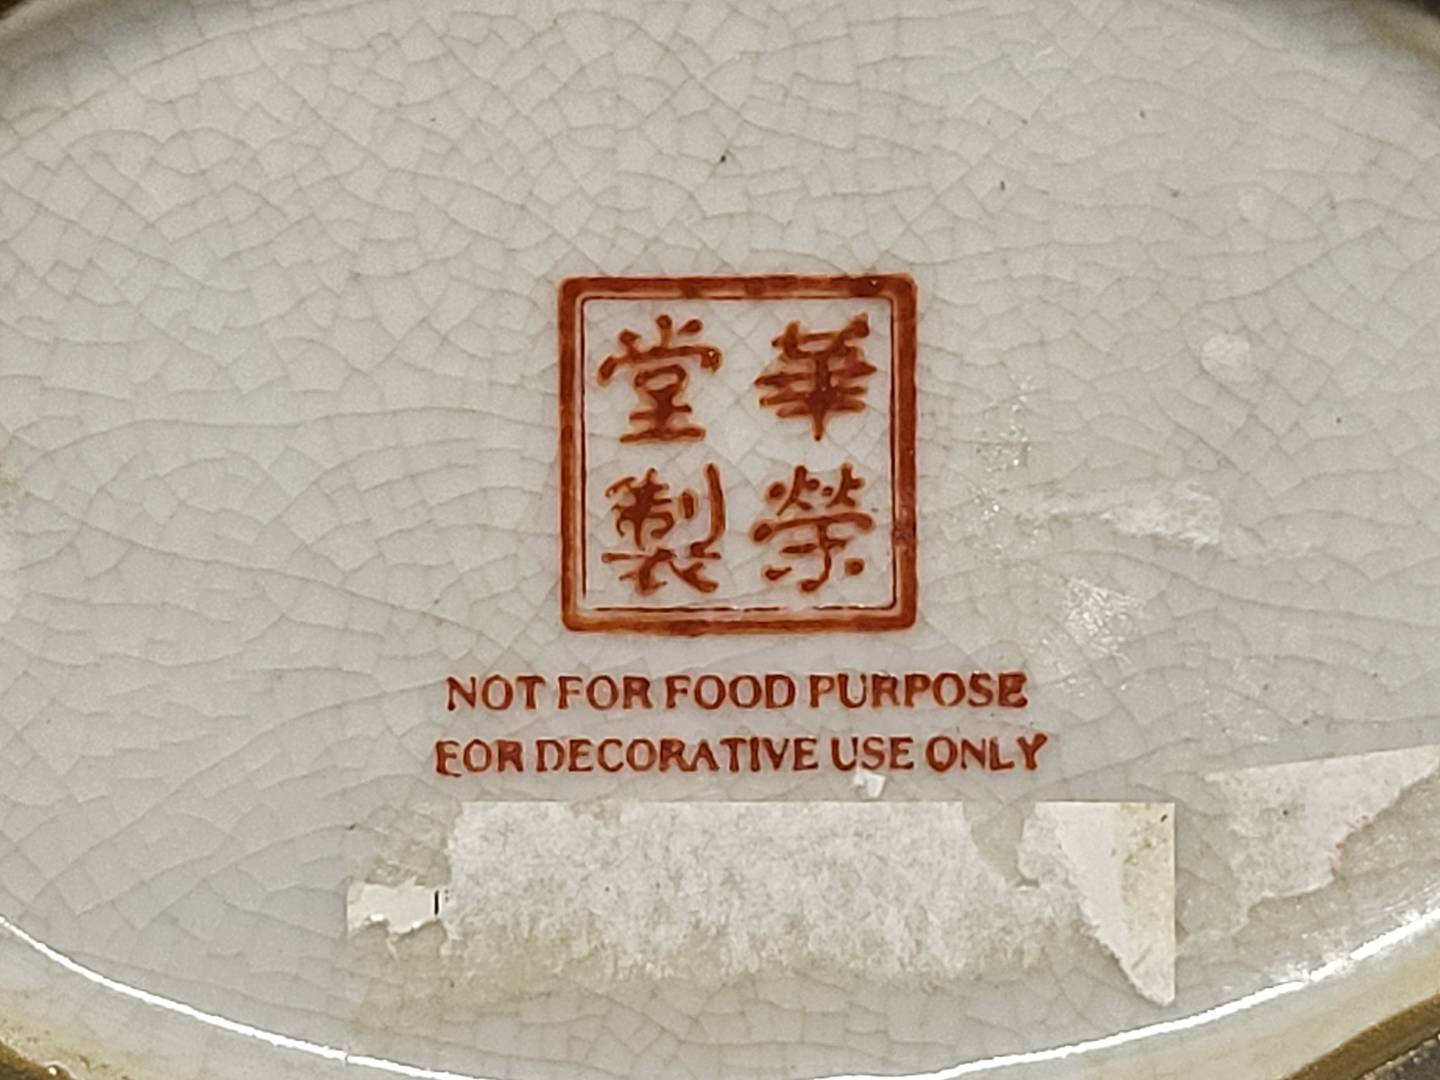 華榮
堂製
NOT FOR FOOD PURPOSE
FOR DECORATIVE USE ONLY